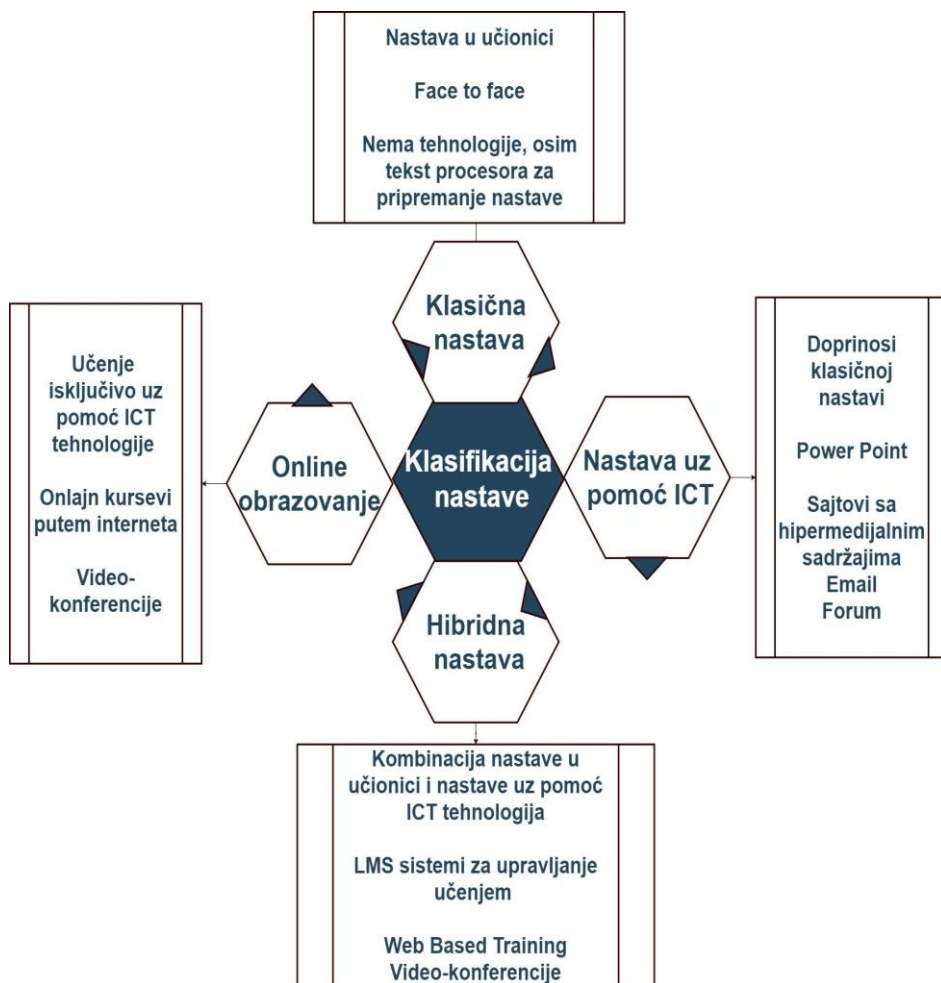 Nastava u učionici
Face to face
Nema tehnologije, osim
tekst procesora za
pripremanje nastave
Klasična
nastava
Učenje
isključivo uz
pomoć ICT
tehnologije
Onlajn kursevi
putem interneta
Video-
konferencije
Online
obrazovanje
Klasifikacija
nastave
Nastava uz
pomoć ICT
Doprinosi
klasičnoj
nastavi
Power Point
Sajtovi sa
hipermedijalnim
sadržajima
Email
Forum
Hibridna
nastava
Kombinacija nastave u
učionici i nastave uz pomoć
ICT tehnologija
LMS sistemi za upravljanje
učenjem
Web Based Training
Video-konferencije